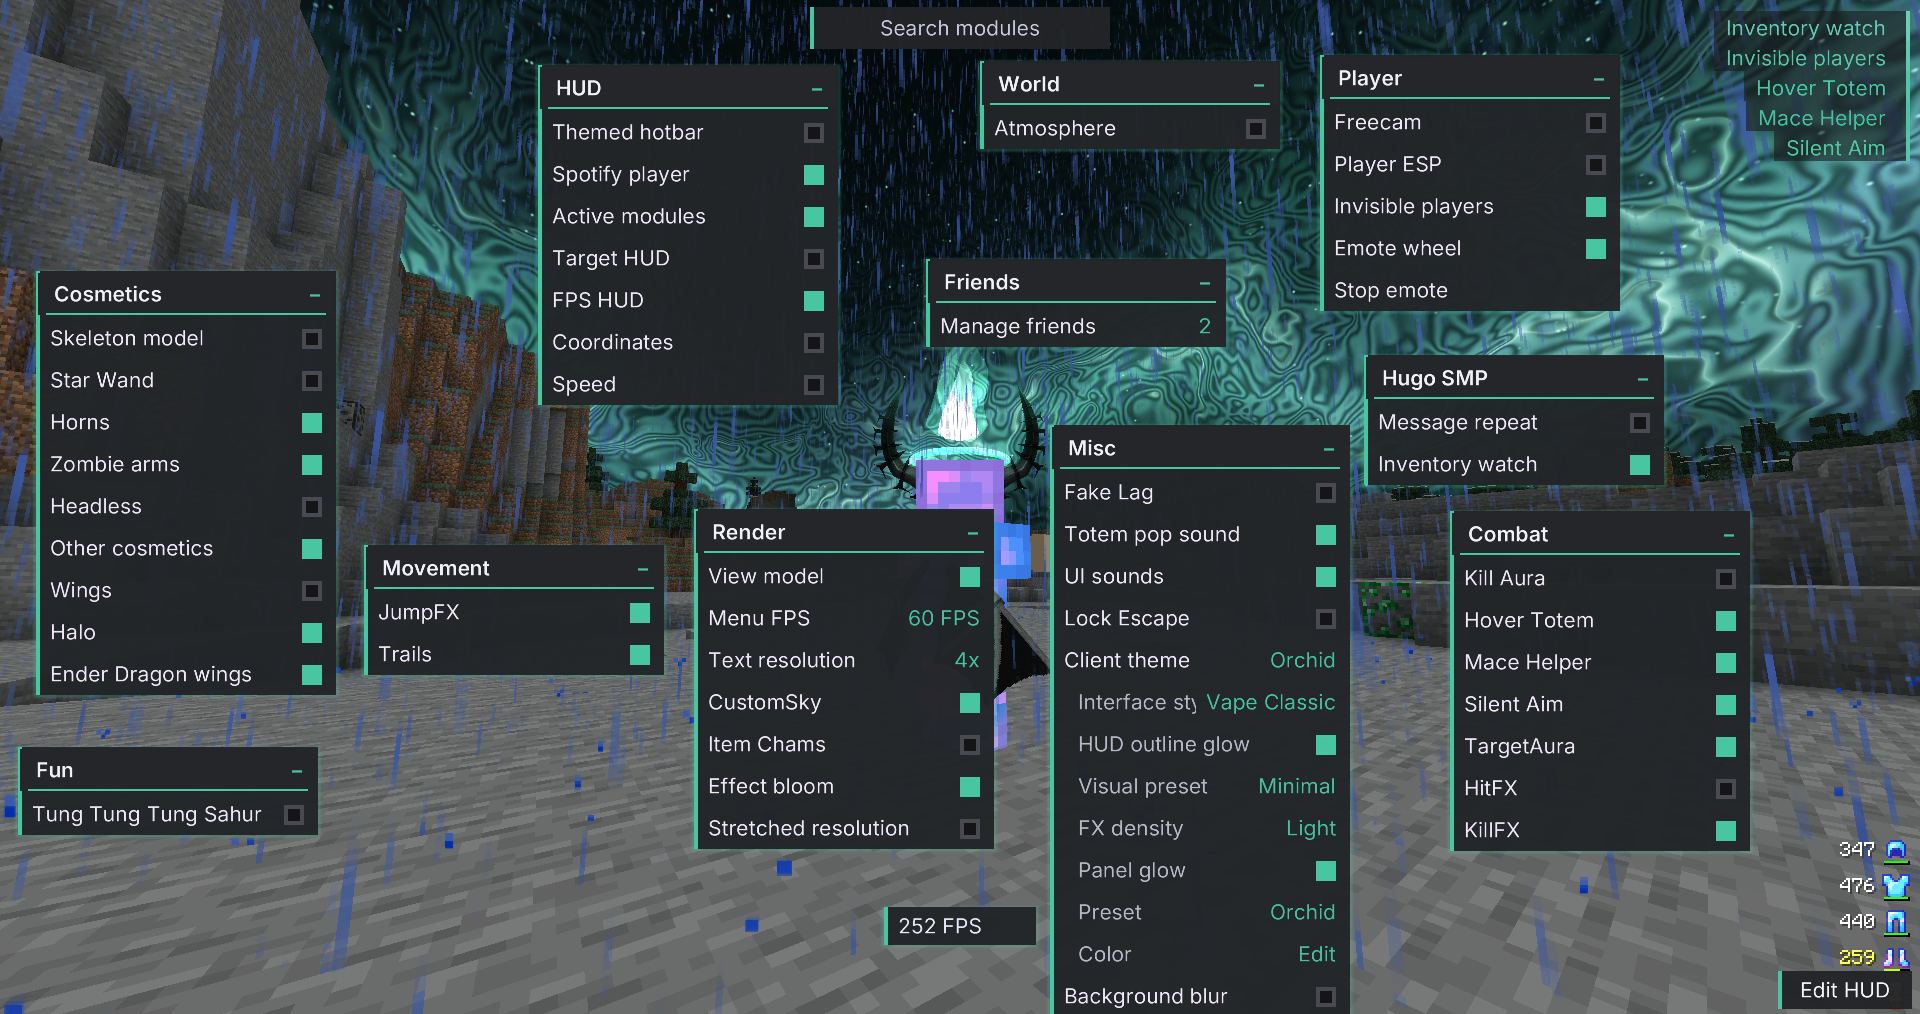 Search modules
Inventory watch
Invisible players
Hover Totem
Mace Helper
Silent Aim
HUD
Themed hotbar
Spotify player
Active modules
Target HUD
FPS HUD
Coordinates
Speed
World
Atmosphere
Player
Freecam
Player ESP
Invisible players
Emote wheel
Stop emote
Friends
Manage friends 2
Cosmetics
Skeleton model
Star Wand
Horns
Zombie arms
Headless
Other cosmetics
Wings
Halo
Ender Dragon wings
Hugo SMP
Message repeat
Inventory watch
Movement
JumpFX
Trails
Render
View model
Menu FPS 60 FPS
Text resolution 4x
CustomSky
Item Chams
Effect bloom
Stretched resolution
Misc
Fake Lag
Totem pop sound
UI sounds
Lock Escape
Client theme Orchid
Interface sty Vape Classic
HUD outline glow
Visual preset Minimal
FX density Light
Panel glow
Preset Orchid
Color Edit
Background blur
Combat
Kill Aura
Hover Totem
Mace Helper
Silent Aim
TargetAura
HitFX
KillFX
Fun
Tung Tung Tung Sahur
252 FPS
347
476
440
259
Edit HUD